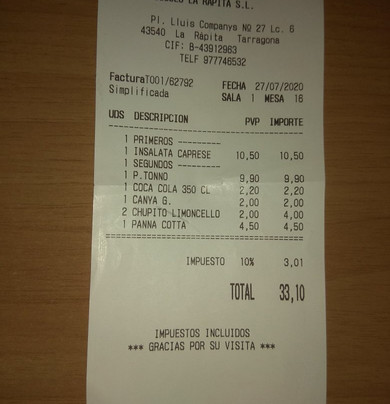 LA RAPITA S.L.
Pl. Lluis Companys NO 27 Lc. 6
43540 La Ràpita Tarragona
CIF: B-43912983
TELF 977746532
FacturaT001/62792 FECHA 27/07/2020
Simplificada SALA 1 MESA 16
UDS DESCRIPCION PVP IMPORTE
1 PRIMEROS ----------
1 INSALATA CAPRESE 10,50 10,50
1 SEGUNDOS ----------
1 P.TONNO 9,90 9,90
1 COCA COLA 350 CL 2,20 2,20
1 CANYA G. 2,00 2,00
2 CHUPITO LIMONCELLO 2,00 4,00
1 PANNA COTTA 4,50 4,50
IMPUESTO 10% 3,01
TOTAL 33,10
IMPUESTOS INCLUIDOS
*** GRACIAS POR SU VISITA ***